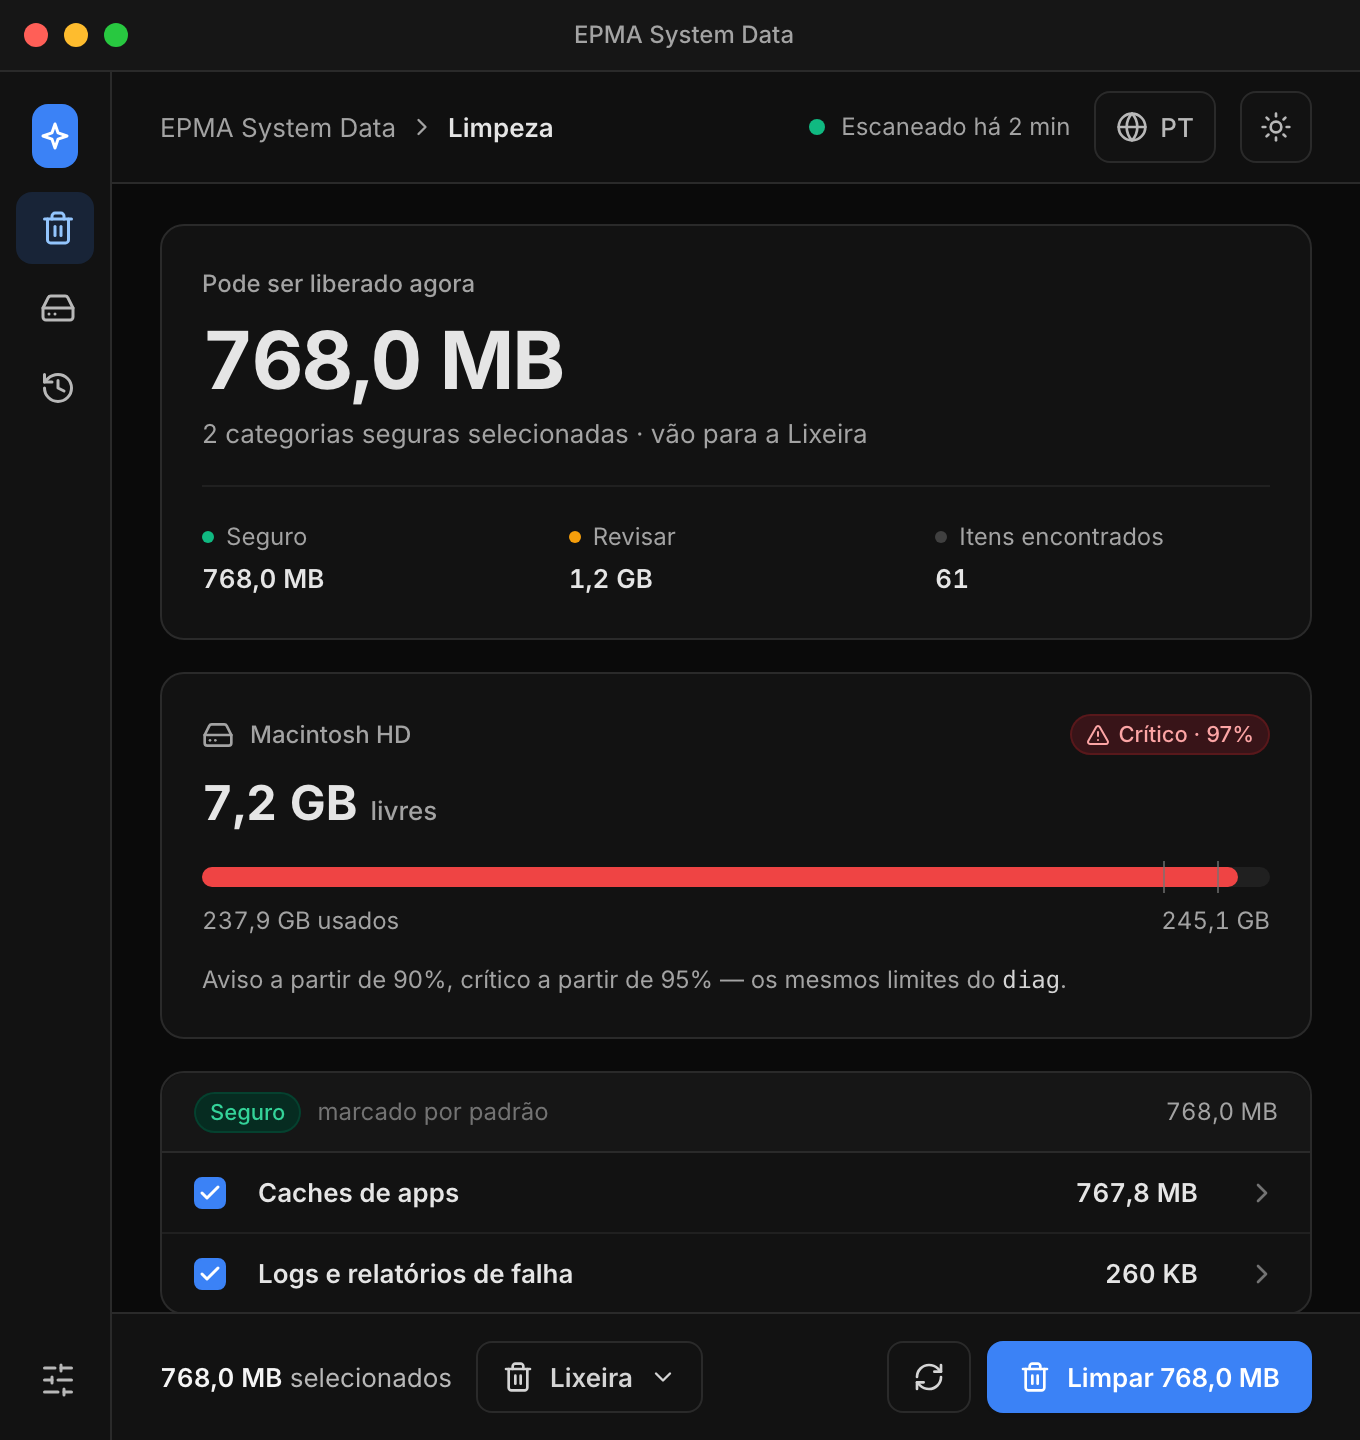 EPMA System Data
EPMA System Data > Limpeza
Escaneado há 2 min
PT
Pode ser liberado agora
768,0 MB
2 categorias seguras selecionadas · vão para a Lixeira
Seguro
768,0 MB
Revisar
1,2 GB
Itens encontrados
61
Macintosh HD
Crítico · 97%
7,2 GB livres
237,9 GB usados
245,1 GB
Aviso a partir de 90%, crítico a partir de 95% — os mesmos limites do diag.
Seguro marcado por padrão
768,0 MB
Caches de apps
767,8 MB
Logs e relatórios de falha
260 KB
768,0 MB selecionados
Lixeira
Limpar 768,0 MB